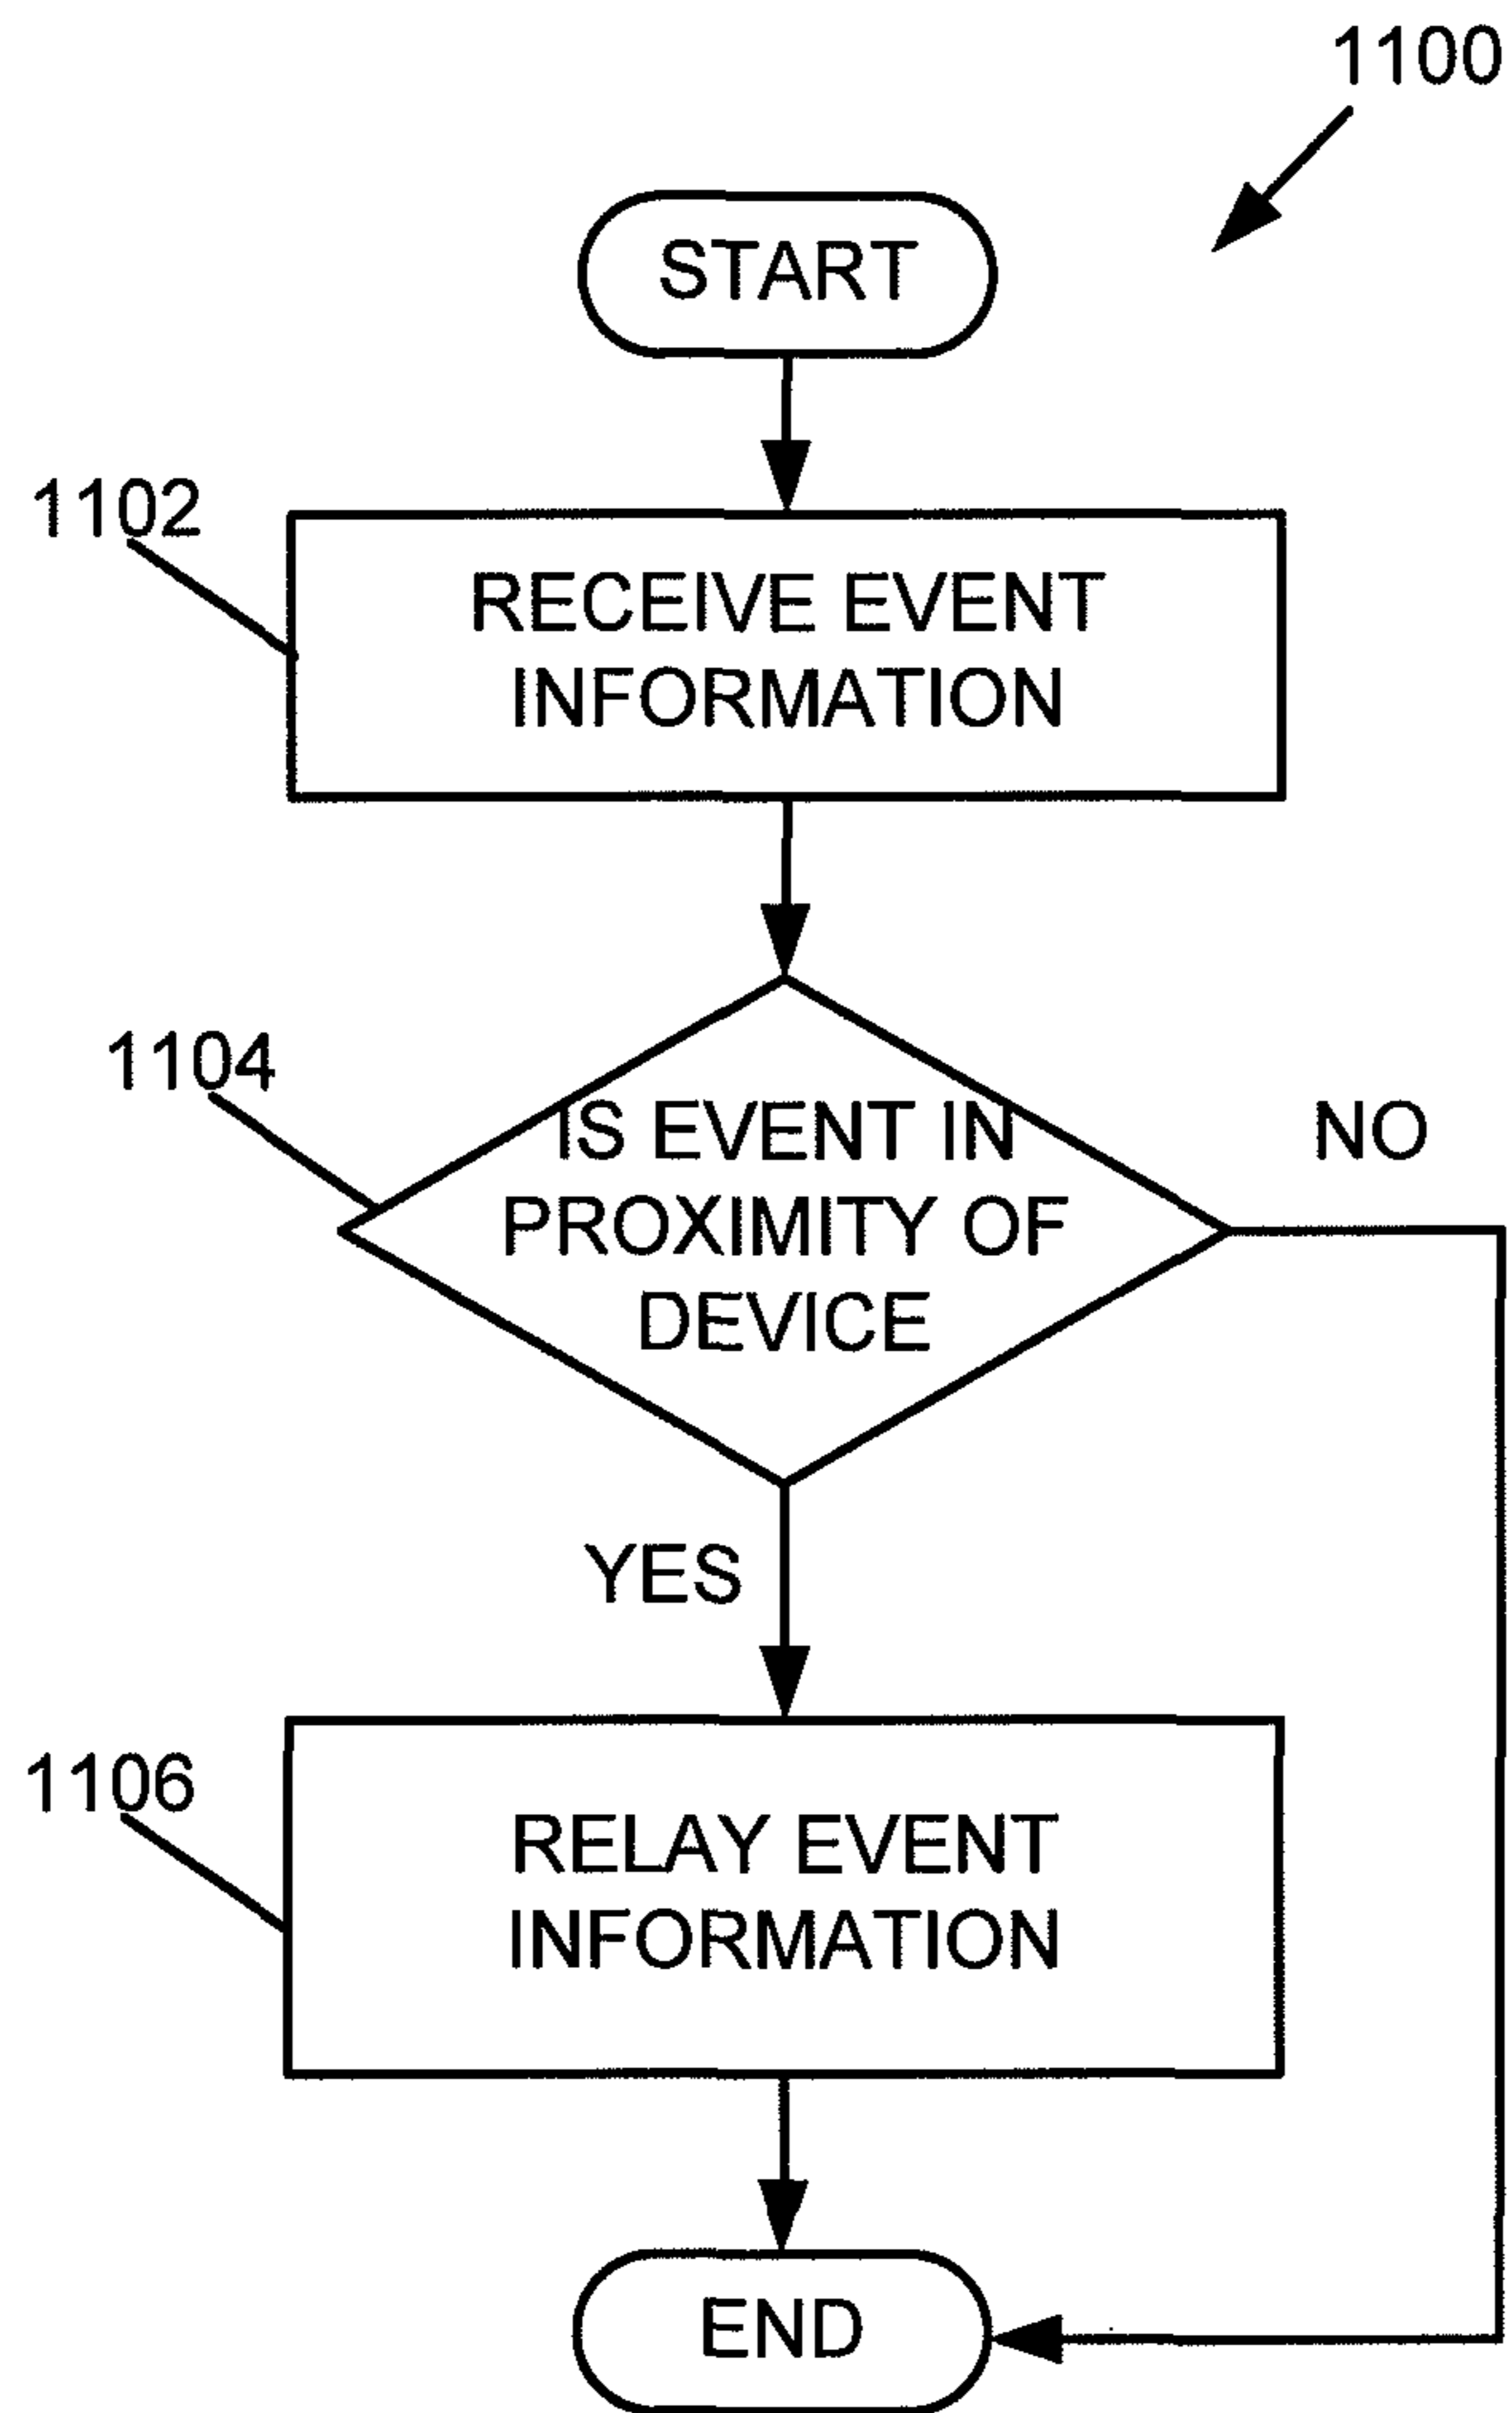 1100
START
1102
RECEIVE EVENT
INFORMATION
1104
IS EVENT IN
PROXIMITY OF
DEVICE
NO
YES
1106
RELAY EVENT
INFORMATION
END